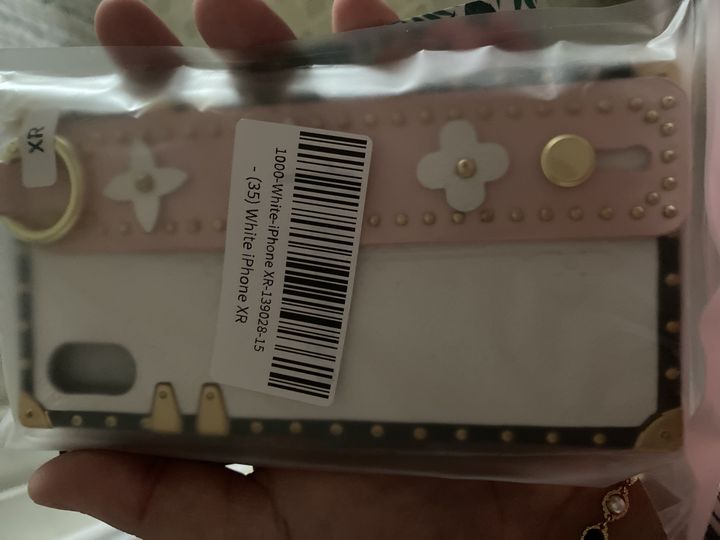 XR
1000-White-iPhone XR-139028-15
- (35) White iPhone XR